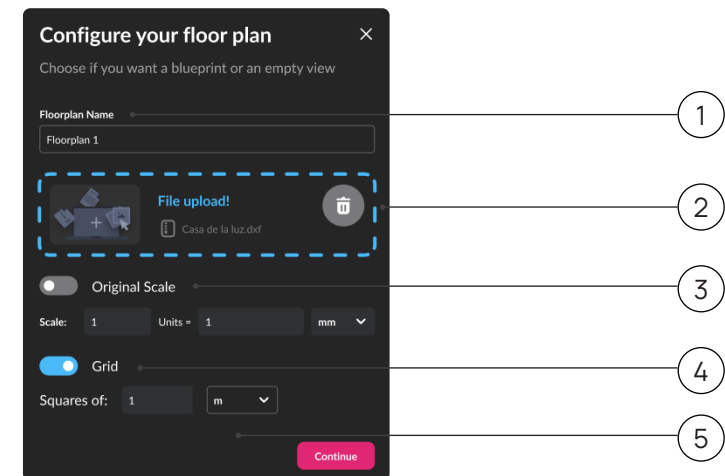 Configure your floor plan
Choose if you want a blueprint or an empty view
Floorplan Name
1
Floorplan 1
File upload!
2
Casa de la luz.dxf
Original Scale
3
Scale: 1 Units = 1 mm
Grid
4
Squares of: 1 m
5
Continue